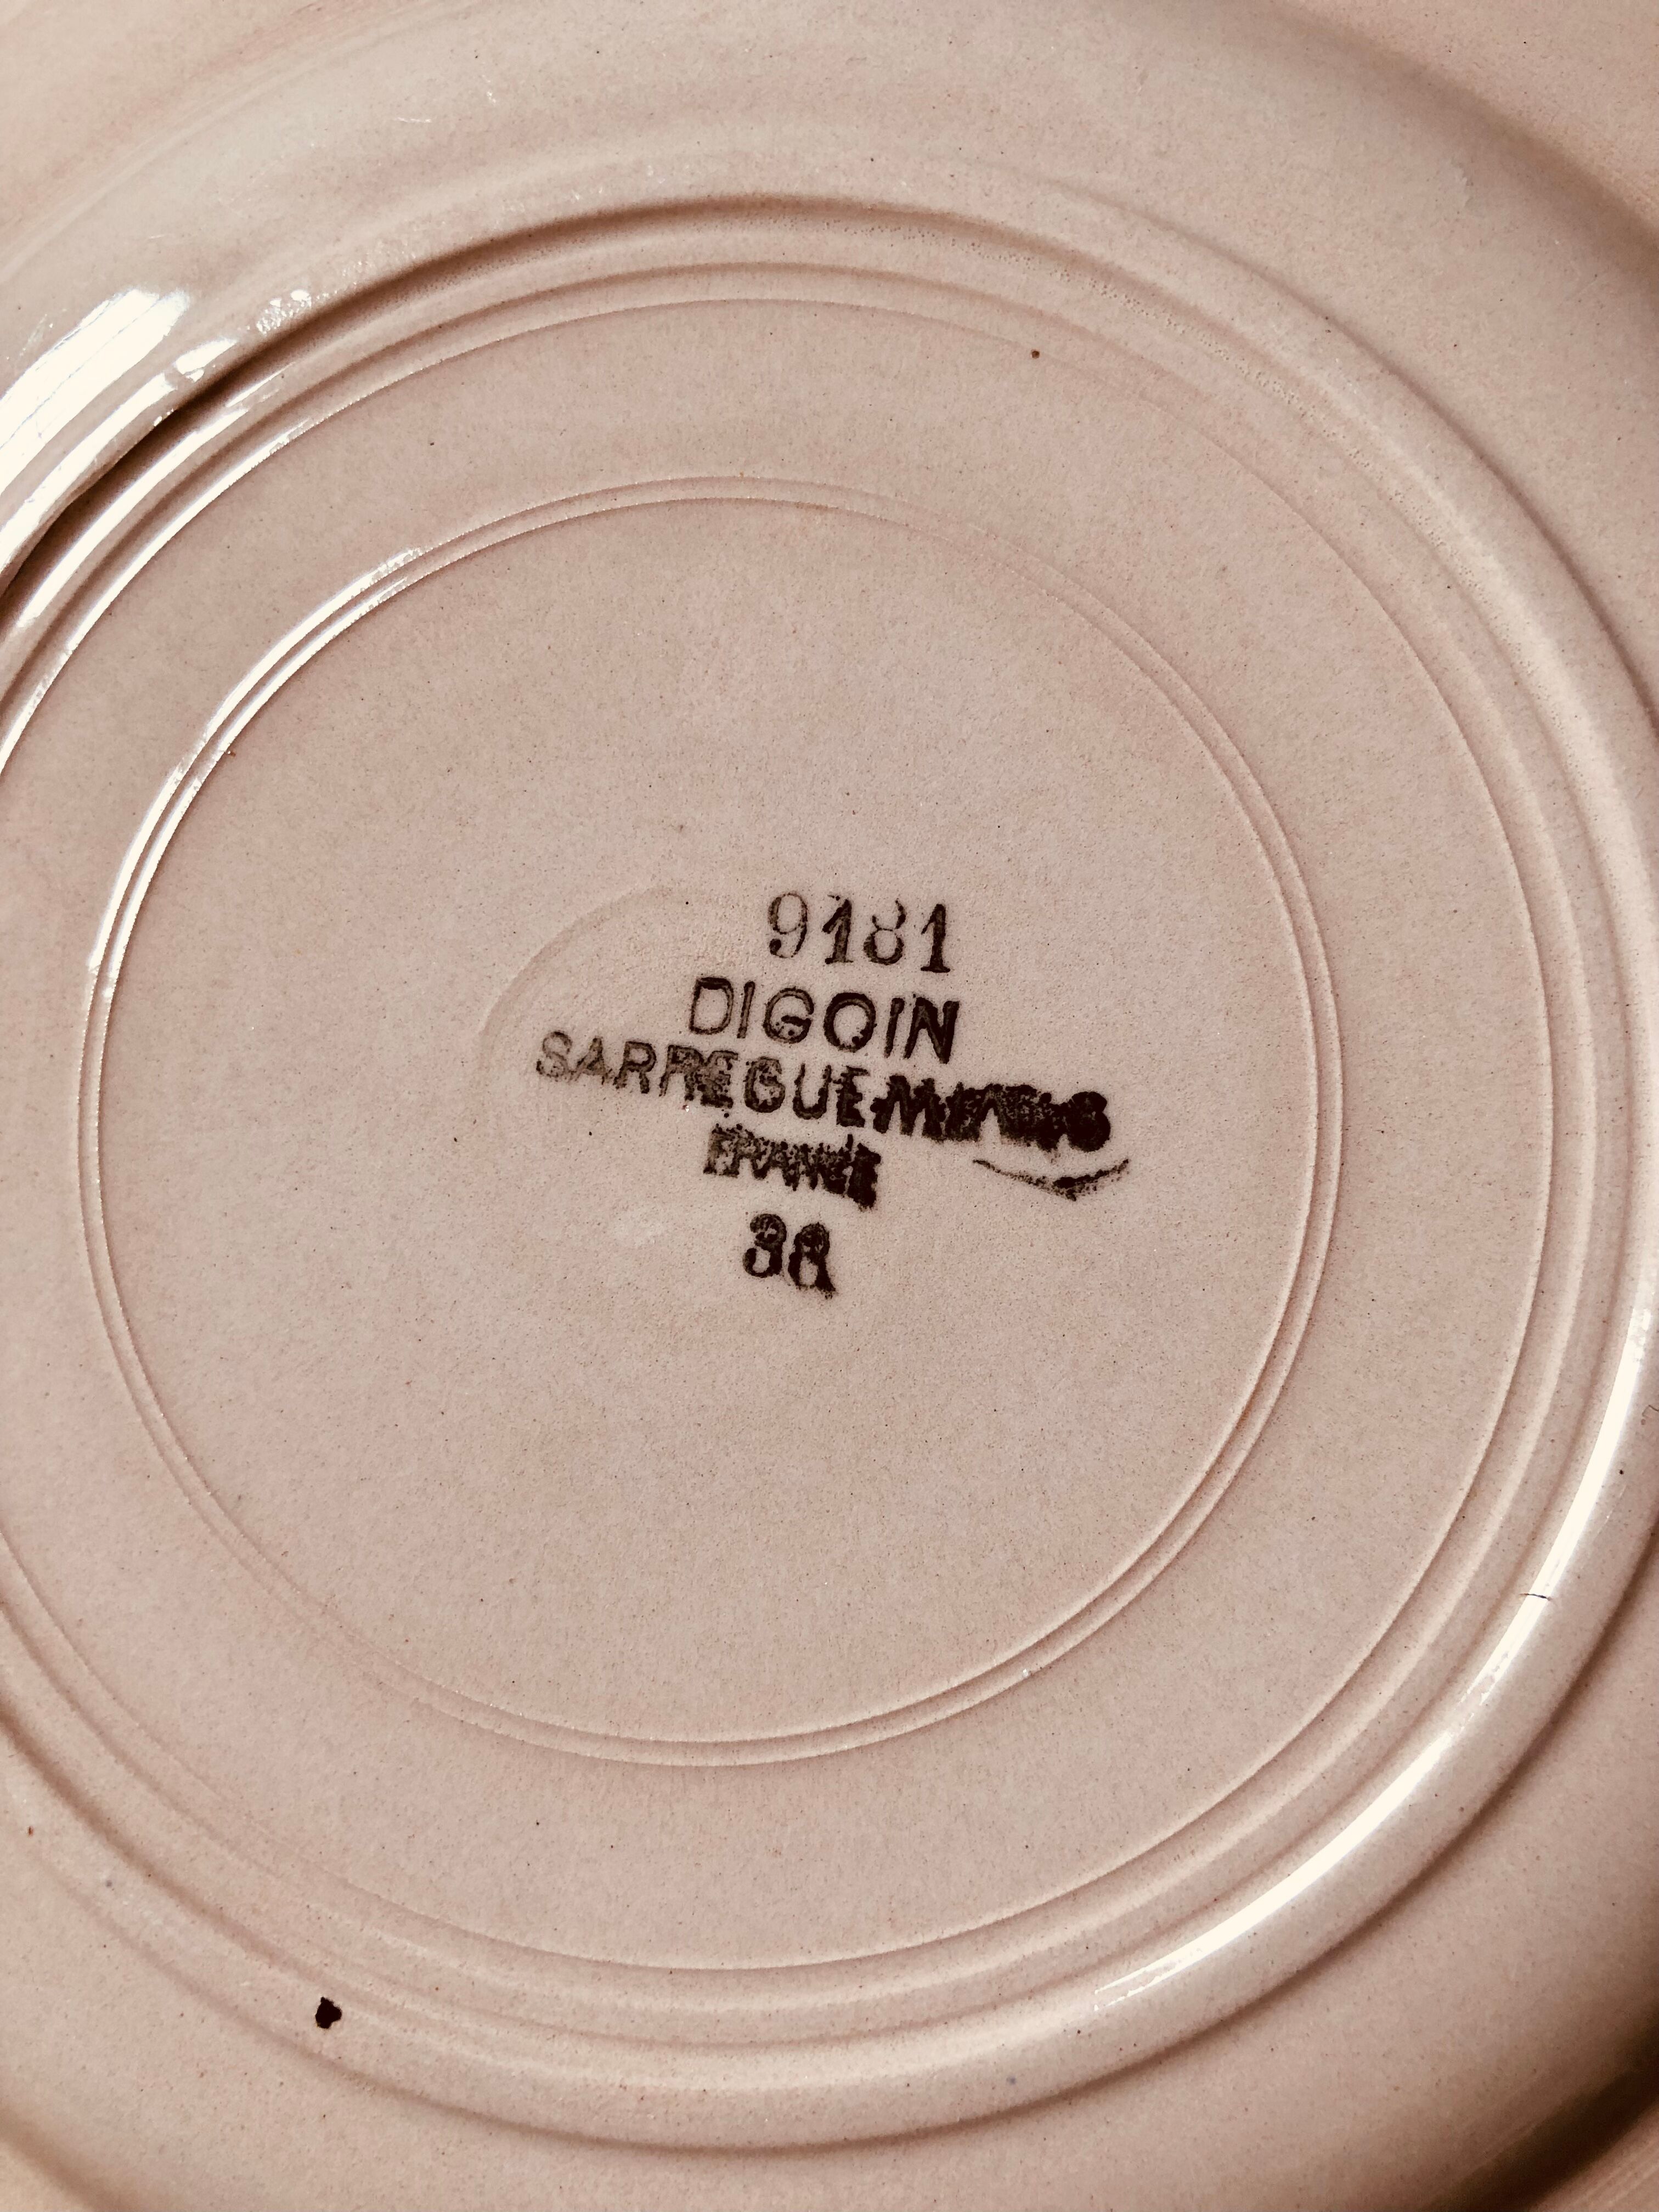 9181
DIGOIN
SARREGUEMINES
FRANCE
38